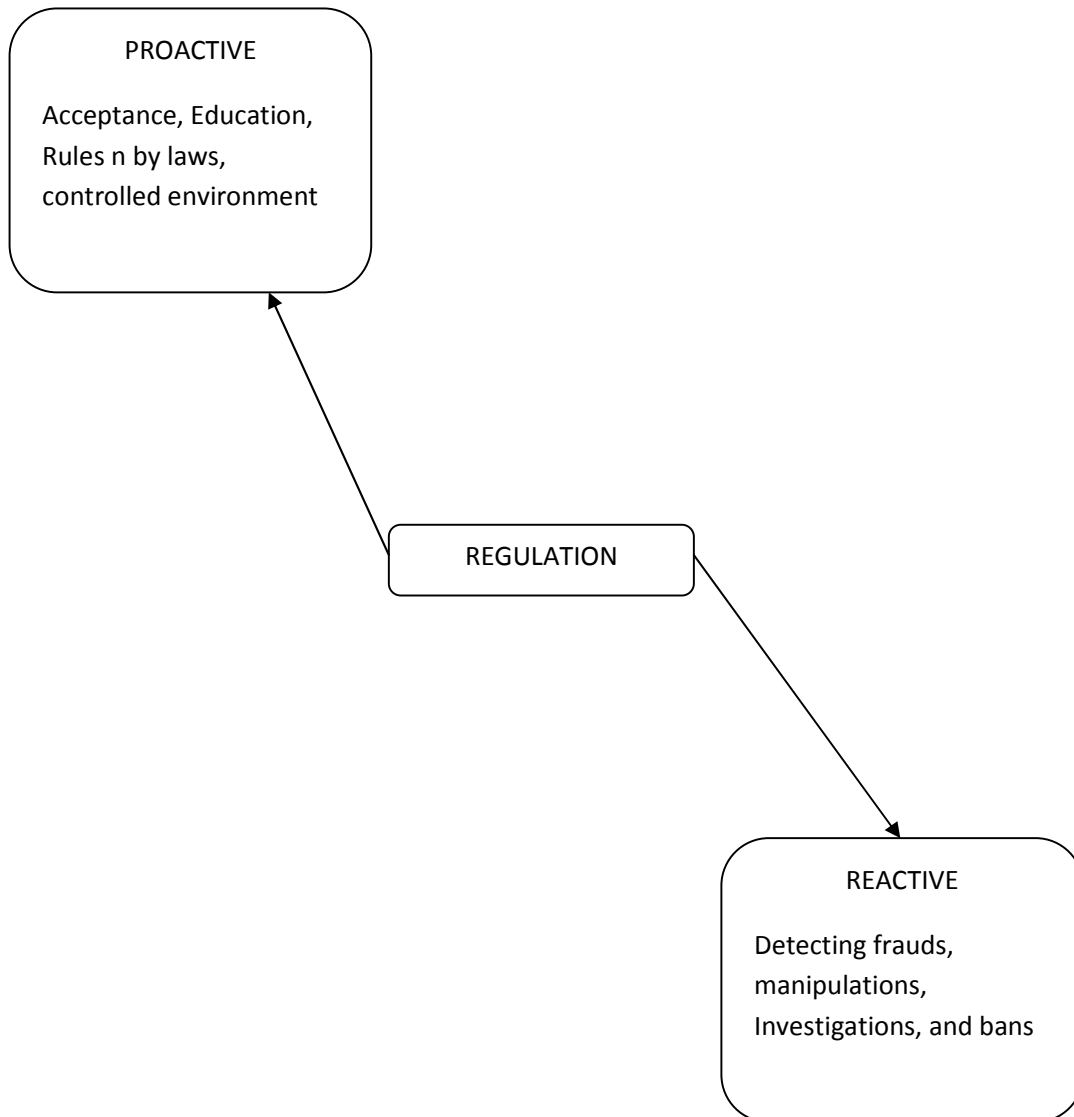 PROACTIVE
Acceptance, Education,
Rules n by laws,
controlled environment
REGULATION
REACTIVE
Detecting frauds,
manipulations,
Investigations, and bans